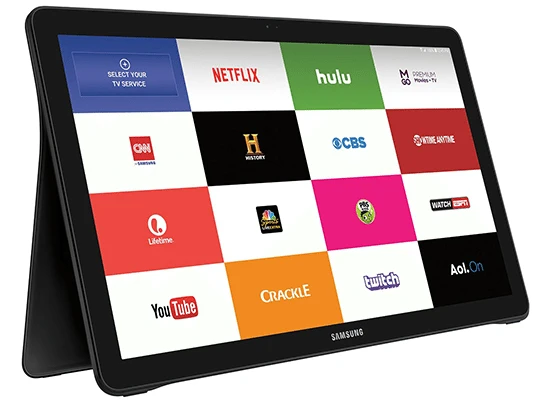 SELECT YOUR
TV SERVICE
NETFLIX
hulu
M
GO
PREMIUM
Movies + TV
CNN
H
HISTORY
CBS
SHOWTIME ANYTIME
Lifetime
PBS
KIDS
WATCH ESPN
YouTube
CRACKLE
twitch
Aol.On
SAMSUNG